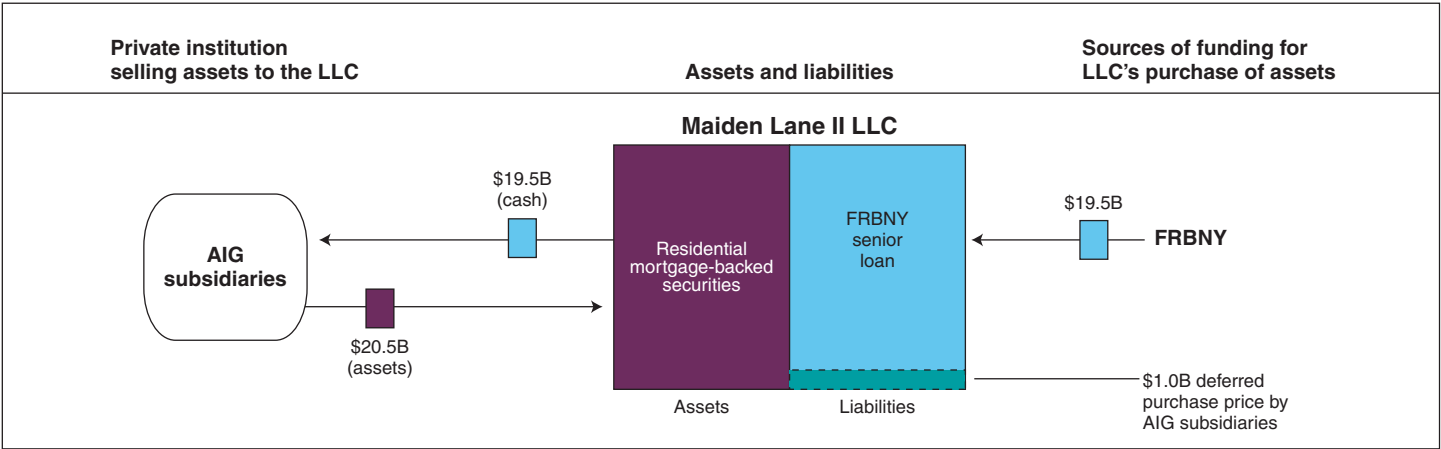 Private institution
selling assets to the LLC
Assets and liabilities
Sources of funding for
LLC's purchase of assets
Maiden Lane II LLC
$19.5B
(cash)
$19.5B
AIG
subsidiaries
Residential
mortgage-backed
securities
FRBNY
senior
loan
FRBNY
$20.5B
(assets)
$1.0B deferred
purchase price by
AIG subsidiaries
Assets
Liabilities